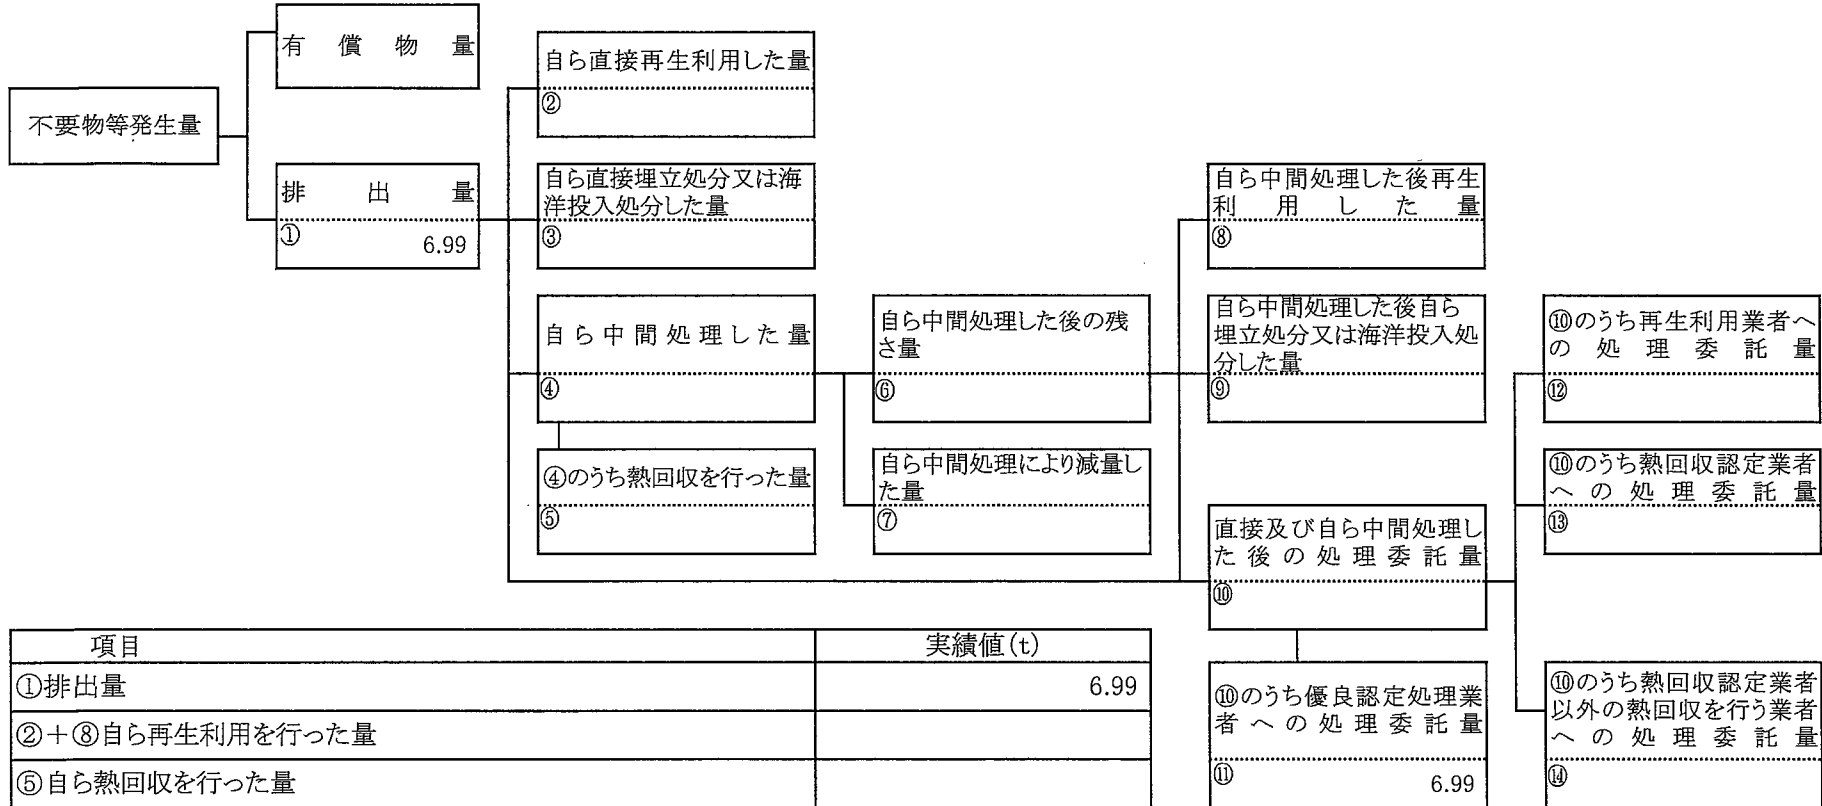 有償物量
不要物等発生量
排出量
① 6.99
自ら直接再生利用した量
②
自ら直接埋立処分又は海
洋投入処分した量
③
自ら中間処理した量
④
④のうち熱回収を行った量
⑤
自ら中間処理した後の残
さ量
⑥
自ら中間処理により減量し
た量
⑦
自ら中間処理した後再生
利用した量
⑧
自ら中間処理した後自ら
埋立処分又は海洋投入処
分した量
⑨
直接及び自ら中間処理し
た後の処理委託量
⑩
⑩のうち優良認定処理業
者への処理委託量
⑪ 6.99
⑩のうち再生利用業者へ
の処理委託量
⑫
⑩のうち熱回収認定業者
への処理委託量
⑬
⑩のうち熱回収認定業者
以外の熱回収を行う業者
への処理委託量
⑭
項目 実績値(t)
①排出量 6.99
②+⑧自ら再生利用を行った量
⑤自ら熱回収を行った量